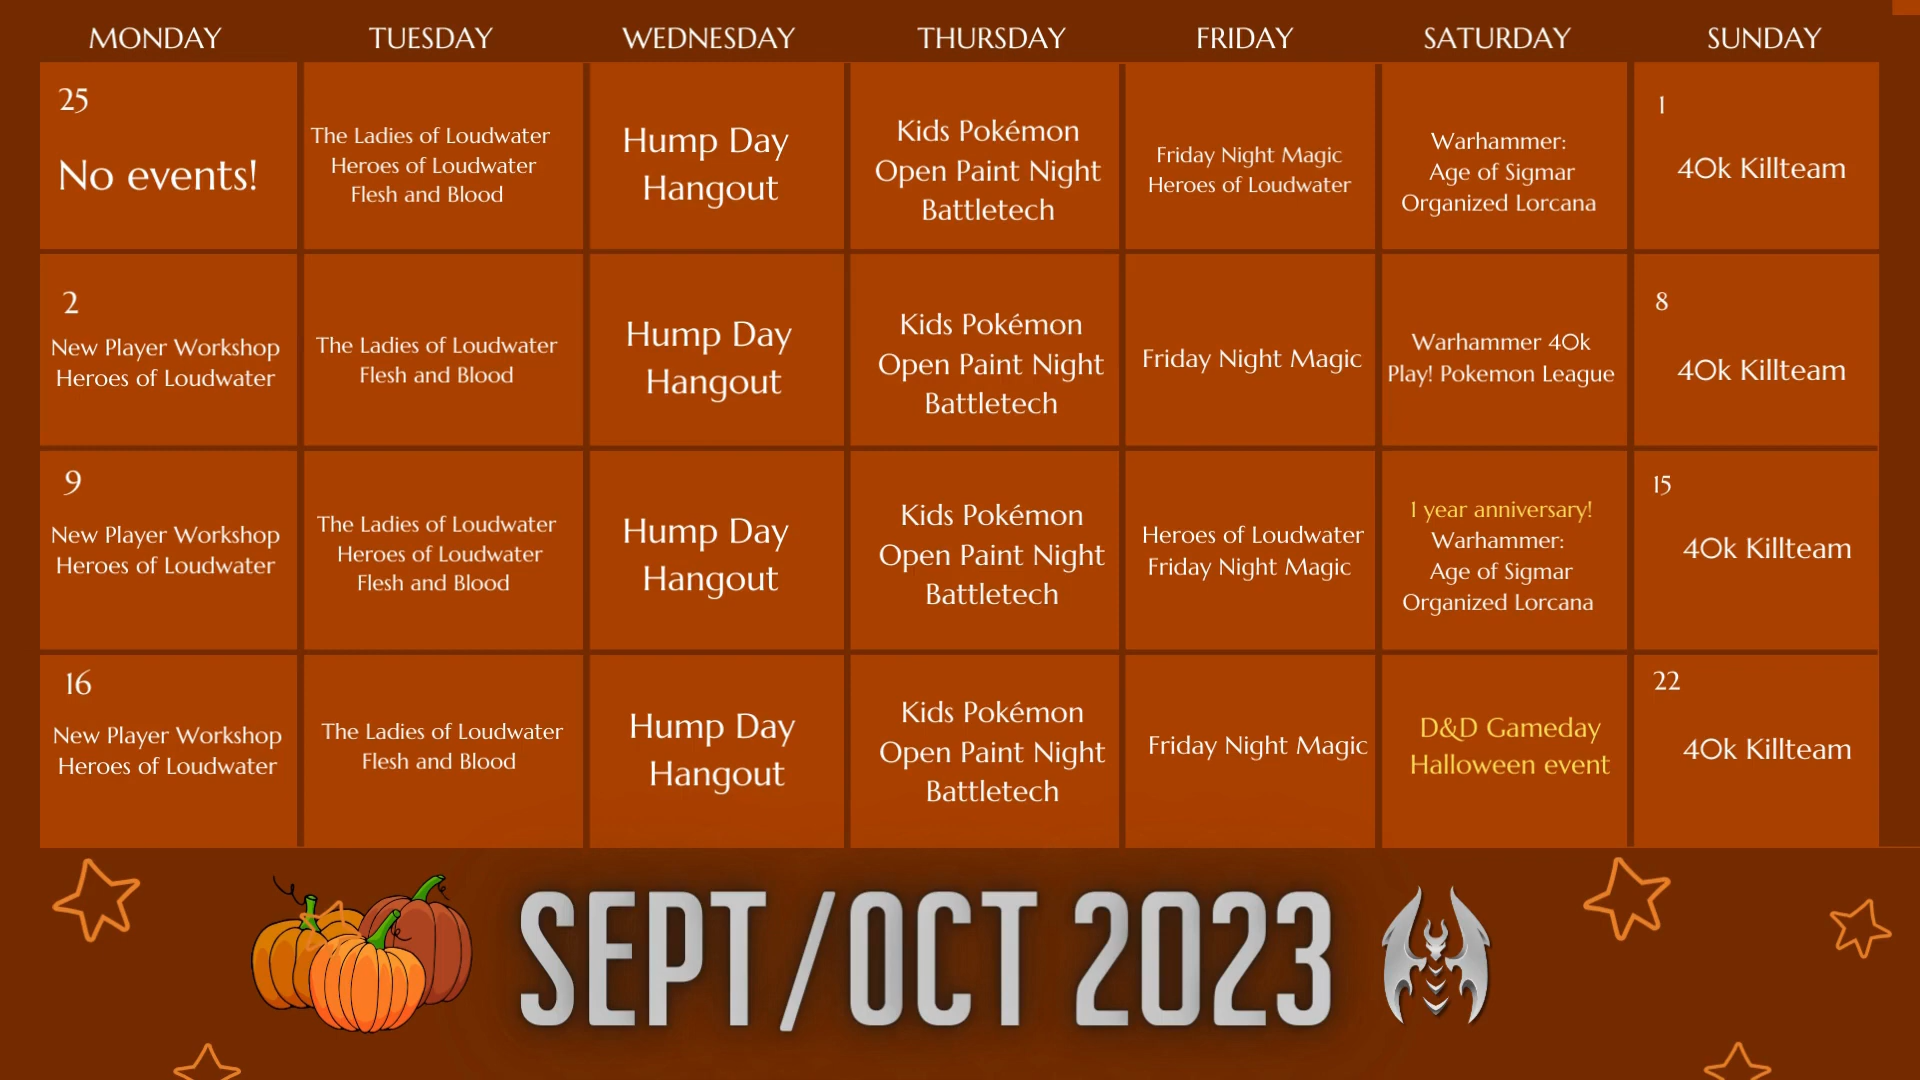 MONDAY TUESDAY WEDNESDAY THURSDAY FRIDAY SATURDAY SUNDAY
25
No events!
The Ladies of Loudwater
Heroes of Loudwater
Flesh and Blood
Hump Day
Hangout
Kids Pokémon
Open Paint Night
Battletech
Friday Night Magic
Heroes of Loudwater
Warhammer:
Age of Sigmar
Organized Lorcana
1
40k Killteam
2
New Player Workshop
Heroes of Loudwater
The Ladies of Loudwater
Flesh and Blood
Hump Day
Hangout
Kids Pokémon
Open Paint Night
Battletech
Friday Night Magic
Warhammer 40k
Play! Pokemon League
8
40k Killteam
9
New Player Workshop
Heroes of Loudwater
The Ladies of Loudwater
Heroes of Loudwater
Flesh and Blood
Hump Day
Hangout
Kids Pokémon
Open Paint Night
Battletech
Heroes of Loudwater
Friday Night Magic
1 year anniversary!
Warhammer:
Age of Sigmar
Organized Lorcana
15
40k Killteam
16
New Player Workshop
Heroes of Loudwater
The Ladies of Loudwater
Flesh and Blood
Hump Day
Hangout
Kids Pokémon
Open Paint Night
Battletech
Friday Night Magic
D&D Gameday
Halloween event
22
40k Killteam
SEPT/OCT 2023